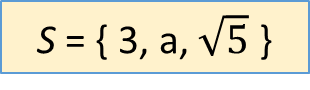 S = { 3, a, √5 }